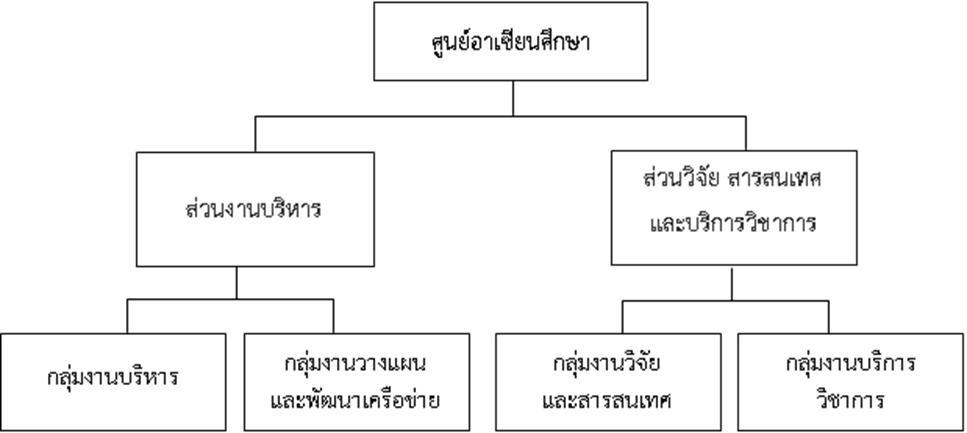 ศูนย์อาเซียนศึกษา
ส่วนงานบริหาร
ส่วนวิจัย สารสนเทศ
และบริการวิชาการ
กลุ่มงานบริหาร
กลุ่มงานวางแผน
และพัฒนาเครือข่าย
กลุ่มงานวิจัย
และสารสนเทศ
กลุ่มงานบริการ
วิชาการ